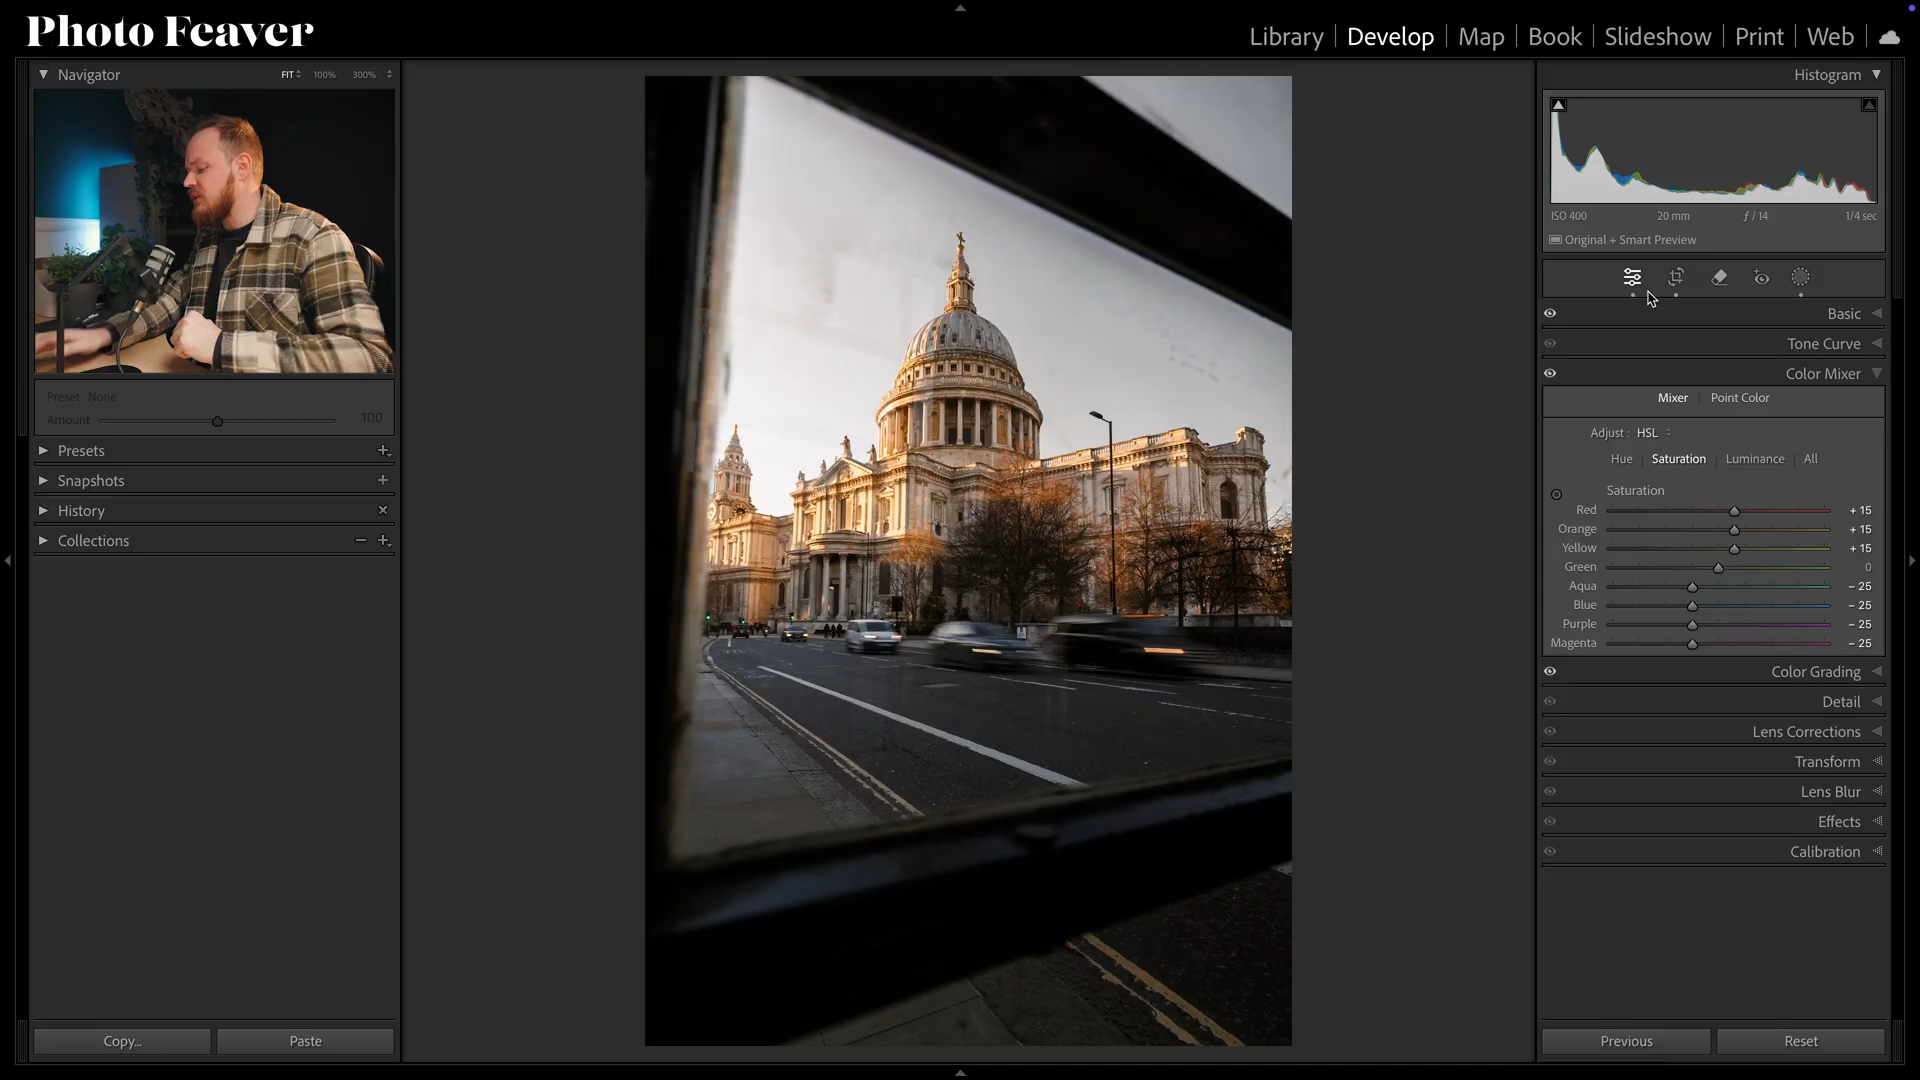 Photo Feaver
Library | Develop | Map | Book | Slideshow | Print | Web
Navigator FIT 100% 300%
Preset : None
Amount 100
Presets
Snapshots
History
Collections
Copy... Paste
Histogram
ISO 400 20 mm ƒ / 14 1/4 sec
Original + Smart Preview
Basic
Tone Curve
Color Mixer
Mixer | Point Color
Adjust : HSL
Hue | Saturation | Luminance | All
Saturation
Red + 15
Orange + 15
Yellow + 15
Green 0
Aqua − 25
Blue − 25
Purple − 25
Magenta − 25
Color Grading
Detail
Lens Corrections
Transform
Lens Blur
Effects
Calibration
Previous Reset